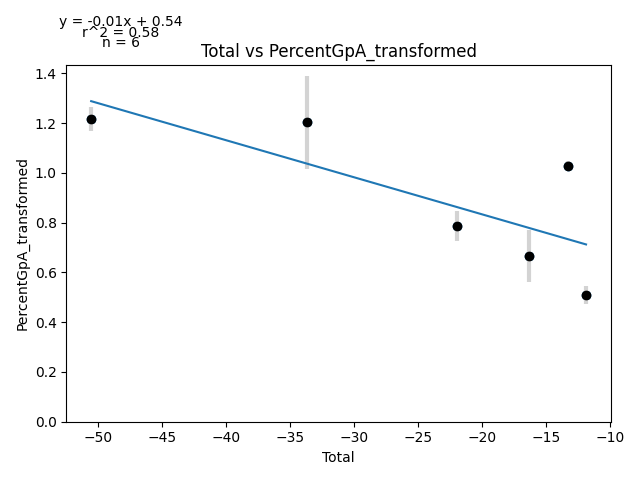 y = -0.01x + 0.54
r^2 = 0.58
n = 6
Total vs PercentGpA_transformed
PercentGpA_transformed
1.4
1.2
1.0
0.8
0.6
0.4
0.2
0.0
−50 −45 −40 −35 −30 −25 −20 −15 −10
Total